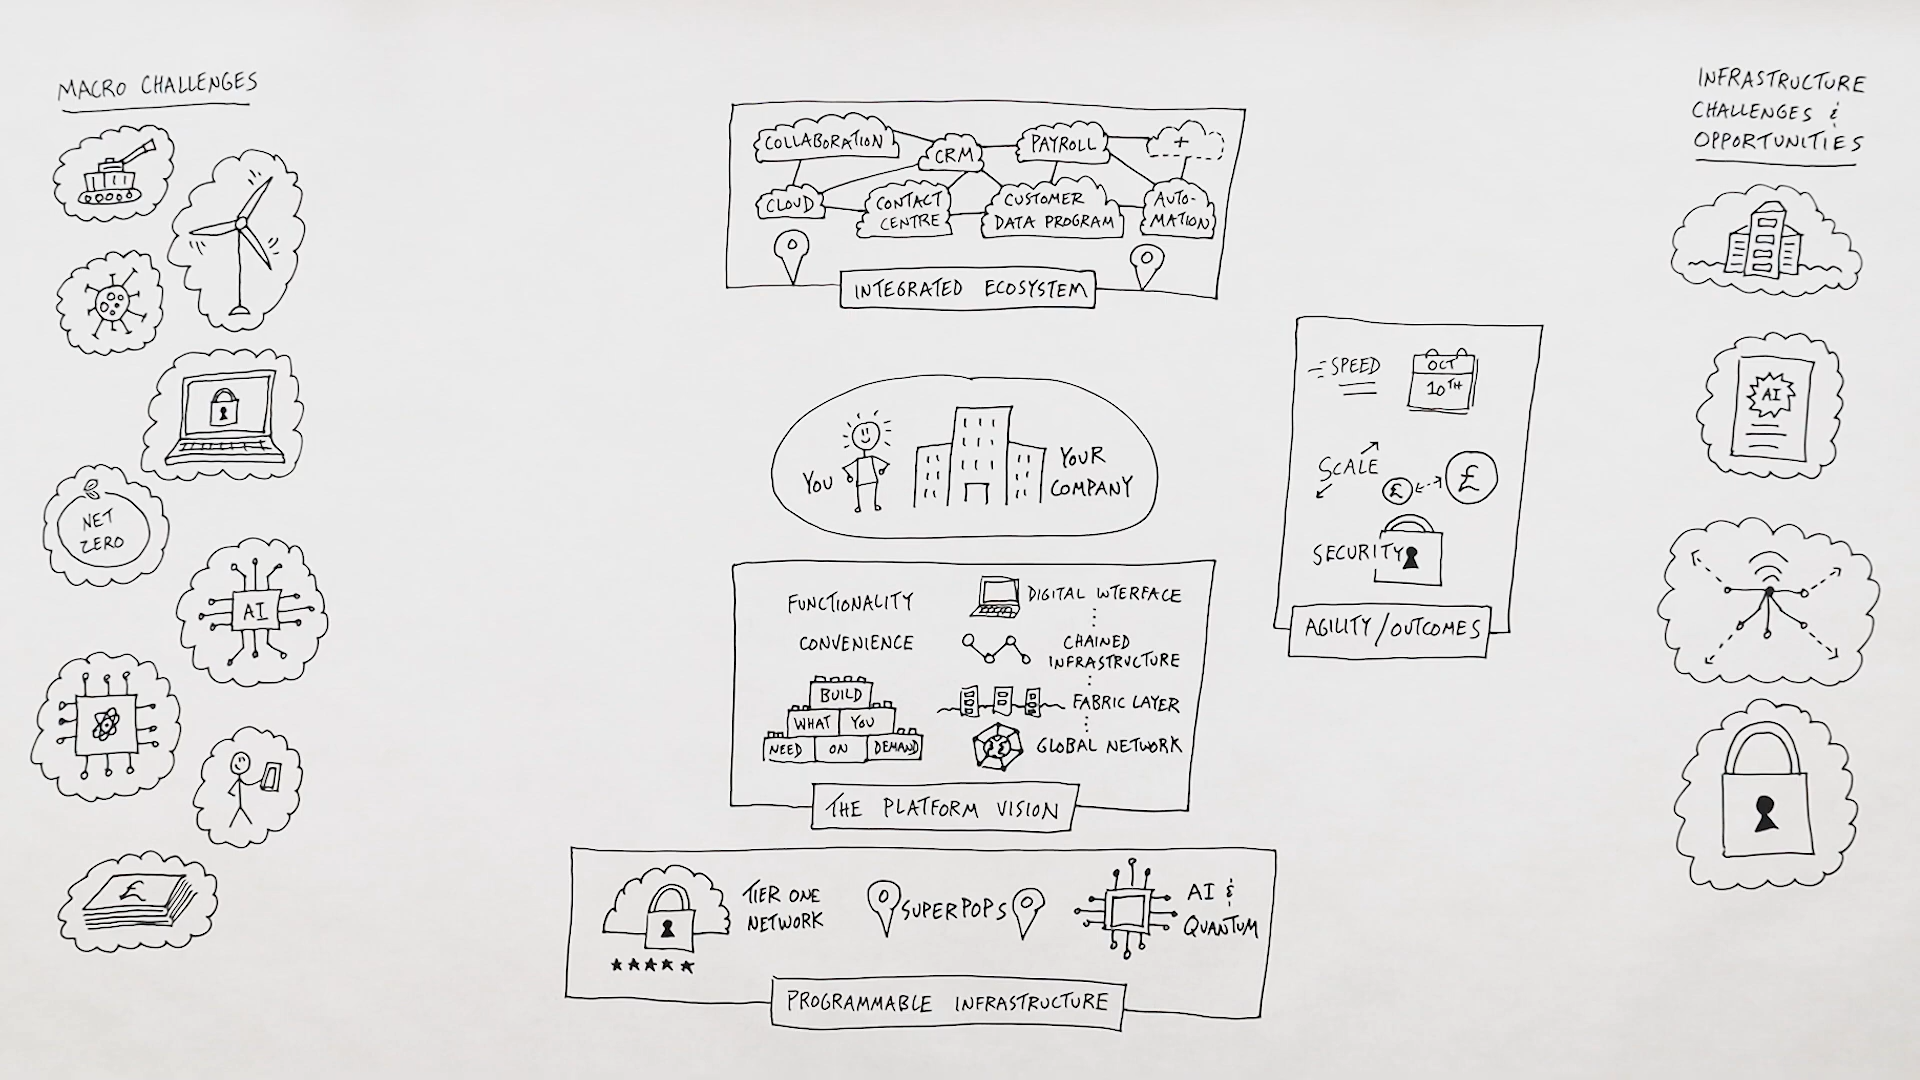 MACRO CHALLENGES
NET
ZERO
AI
£
COLLABORATION
CRM
PAYROLL
+
CLOUD
CONTACT
CENTRE
CUSTOMER
DATA PROGRAM
AUTO-
MATION
INTEGRATED ECOSYSTEM
YOU
YOUR
COMPANY
FUNCTIONALITY
CONVENIENCE
BUILD
WHAT YOU
NEED ON DEMAND
DIGITAL INTERFACE
CHAINED
INFRASTRUCTURE
FABRIC LAYER
GLOBAL NETWORK
THE PLATFORM VISION
TIER ONE
NETWORK
SUPERPOPS
AI &
QUANTUM
PROGRAMMABLE INFRASTRUCTURE
SPEED
OCT
10TH
SCALE
£ £
SECURITY
AGILITY/OUTCOMES
INFRASTRUCTURE
CHALLENGES &
OPPORTUNITIES
AI